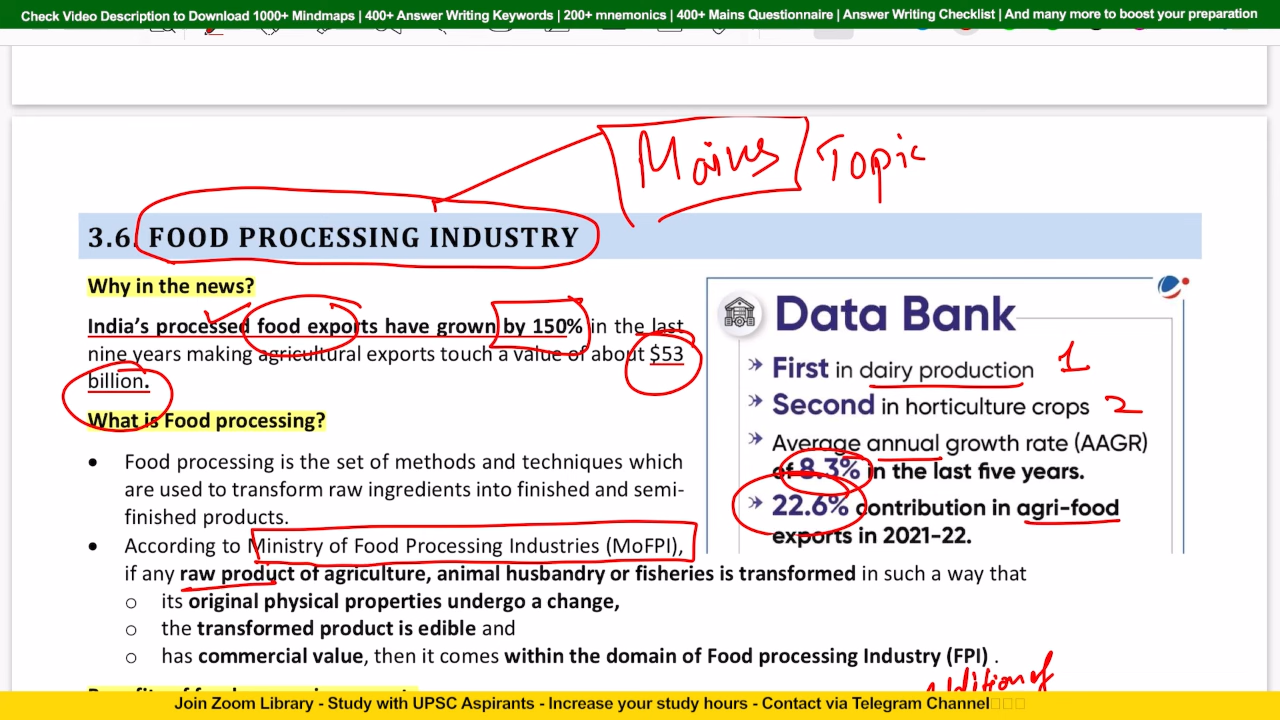 Check Video Description to Download 1000+ Mindmaps | 400+ Answer Writing Keywords | 200+ mnemonics | 400+ Mains Questionnaire | Answer Writing Checklist | And many more to boost your preparation
Mains Topic
3.6. FOOD PROCESSING INDUSTRY
Why in the news?
India's processed food exports have grown by 150% in the last
nine years making agricultural exports touch a value of about $53
billion.
What is Food processing?
Food processing is the set of methods and techniques which
are used to transform raw ingredients into finished and semi-
finished products.
According to Ministry of Food Processing Industries (MoFPI),
if any raw product of agriculture, animal husbandry or fisheries is transformed in such a way that
its original physical properties undergo a change,
the transformed product is edible and
has commercial value, then it comes within the domain of Food processing Industry (FPI) .
Data Bank
First in dairy production 1
Second in horticulture crops 2
Average annual growth rate (AAGR)
of 8.3% in the last five years.
22.6% contribution in agri-food
exports in 2021-22.
Addition of
Join Zoom Library - Study with UPSC Aspirants - Increase your study hours - Contact via Telegram Channel